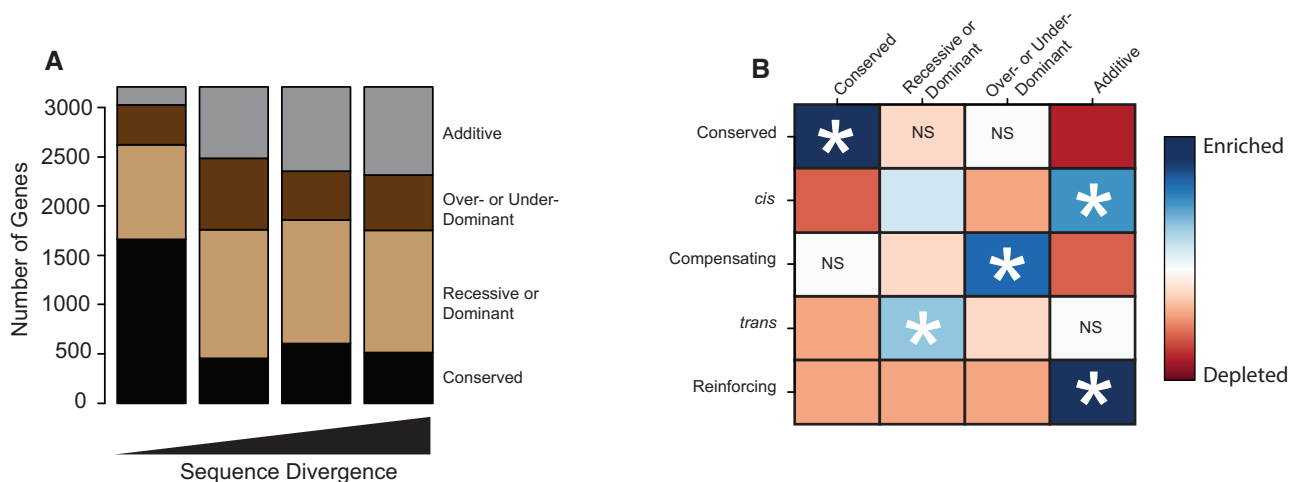 A
Number of Genes
3000
2500
2000
1500
1000
500
0
Additive
Over- or Under-
Dominant
Recessive or
Dominant
Conserved
Sequence Divergence
B
Conserved
Recessive or
Dominant
Over- or Under-
Dominant
Additive
Conserved
NS
NS
cis
Compensating
NS
trans
NS
Reinforcing
Enriched
Depleted